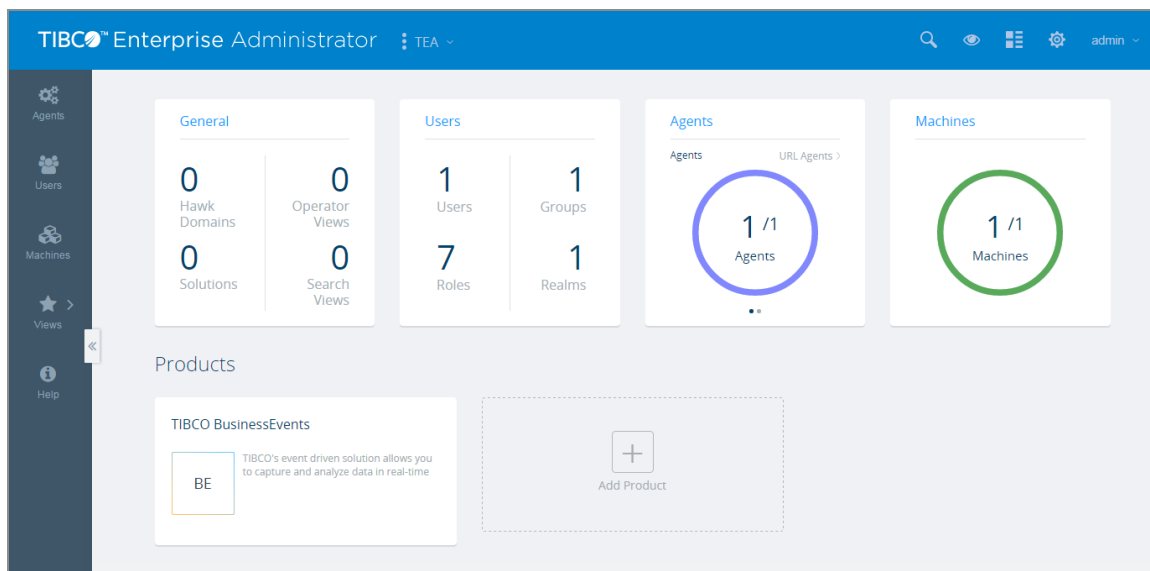 TIBCO™ Enterprise Administrator TEA admin
Agents
Users
Machines
Views
Help
General
0
Hawk
Domains
0
Operator
Views
0
Solutions
0
Search
Views
Users
1
Users
1
Groups
7
Roles
1
Realms
Agents
Agents URL Agents
1 /1
Agents
Machines
1 /1
Machines
Products
TIBCO BusinessEvents
BE
TIBCO's event driven solution allows you
to capture and analyze data in real-time
Add Product